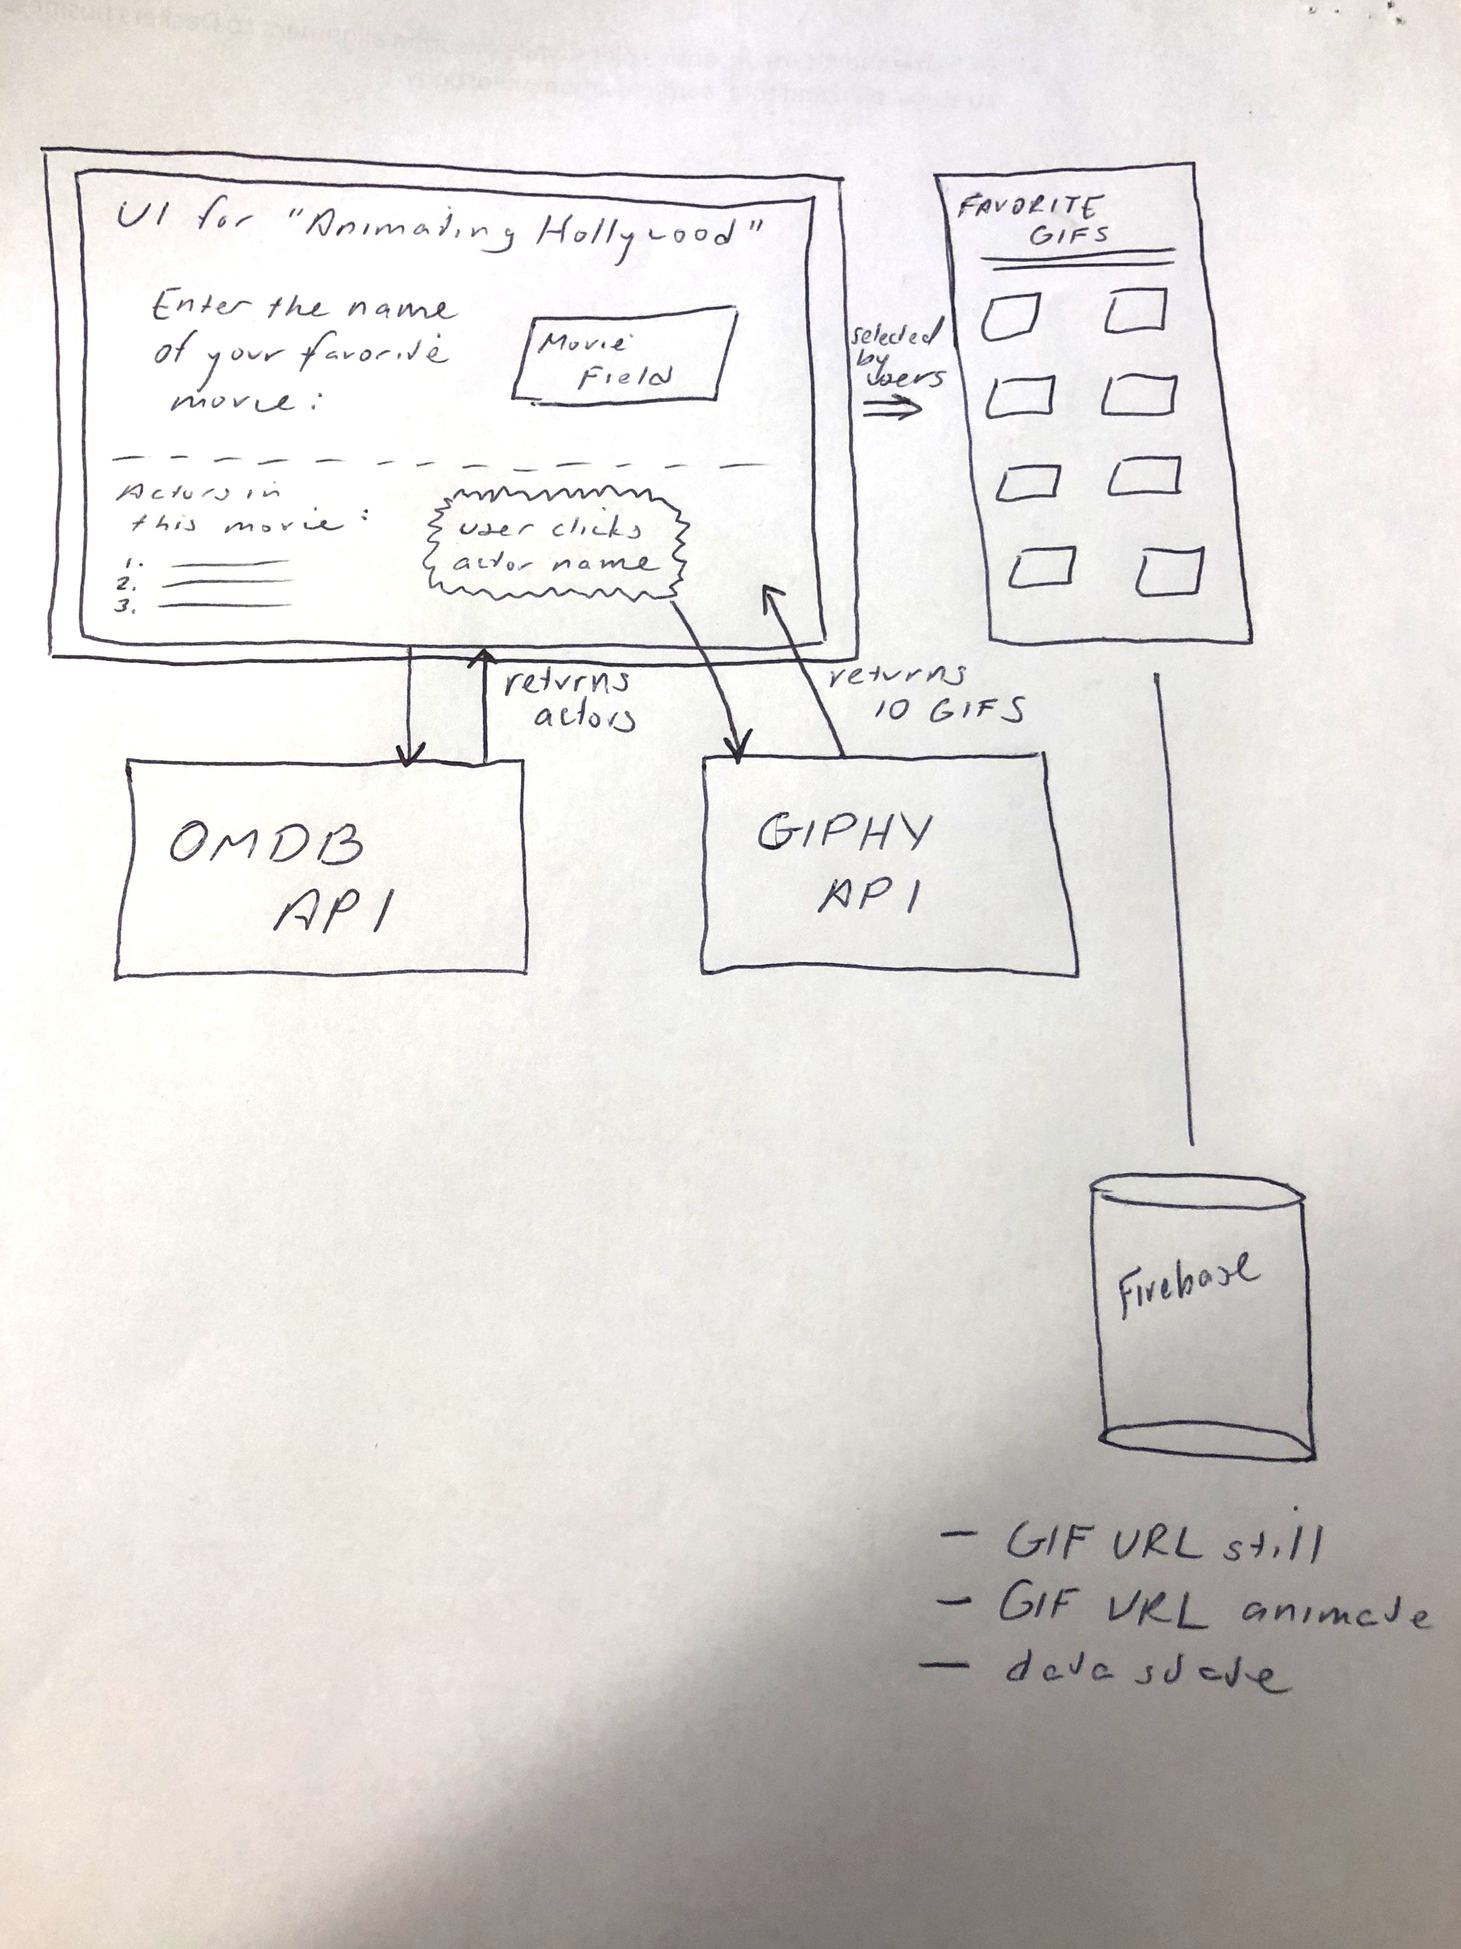 UI for "Animating Hollywood"
Enter the name
of your favorite
movie:
Movie
Field
Actors in
this movie:
1.
2.
3.
user clicks
actor name
selected
by
users
FAVORITE
GIFS
returns
actors
returns
10 GIFS
OMDB
API
GIPHY
API
Firebase
- GIF URL still
- GIF URL animate
- data state